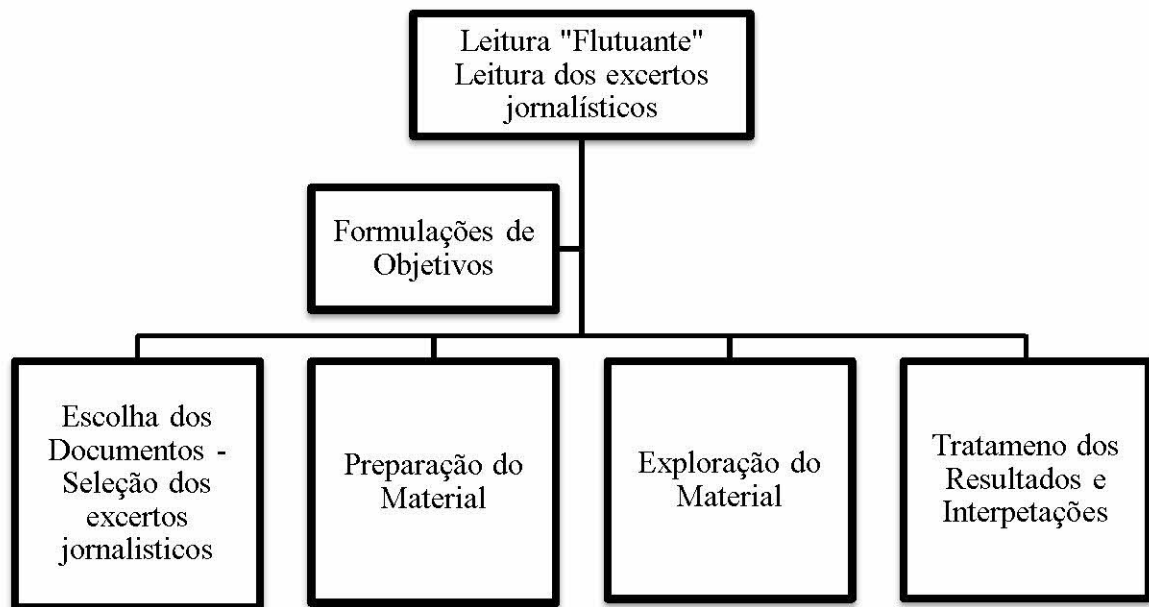 Leitura "Flutuante"
Leitura dos excertos
jornalísticos
Formulações de
Objetivos
Escolha dos
Documentos -
Seleção dos
excertos
jornalisticos
Preparação do
Material
Exploração do
Material
Tratameno dos
Resultados e
Interpetações